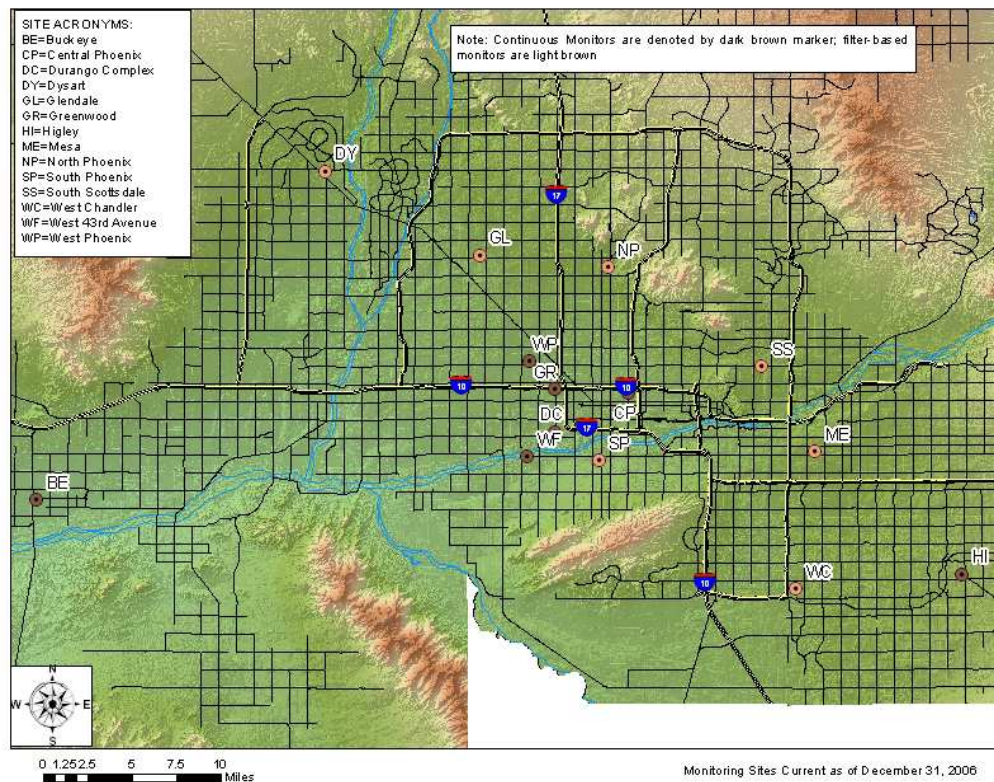 SITE ACRONYMS:
BE=Buckeye
CP=Central Phoenix
DC=Durango Complex
DY=Dysart
GL=Glendale
GR=Greenwood
HI=Higley
ME=Mesa
NP=North Phoenix
SP=South Phoenix
SS=South Scottsdale
WC=West Chandler
WF=West 43rd Avenue
WP=West Phoenix
Note: Continuous Monitors are denoted by dark brown marker; filter-based
monitors are light brown
DY
17
GL
NP
WP
SS
GR
10
10
DC
CP
17
WF
SP
ME
BE
HI
10
WC
N
W
E
S
0 1.25 2.5 5 7.5 10
Miles
Monitoring Sites Current as of December 31, 2006